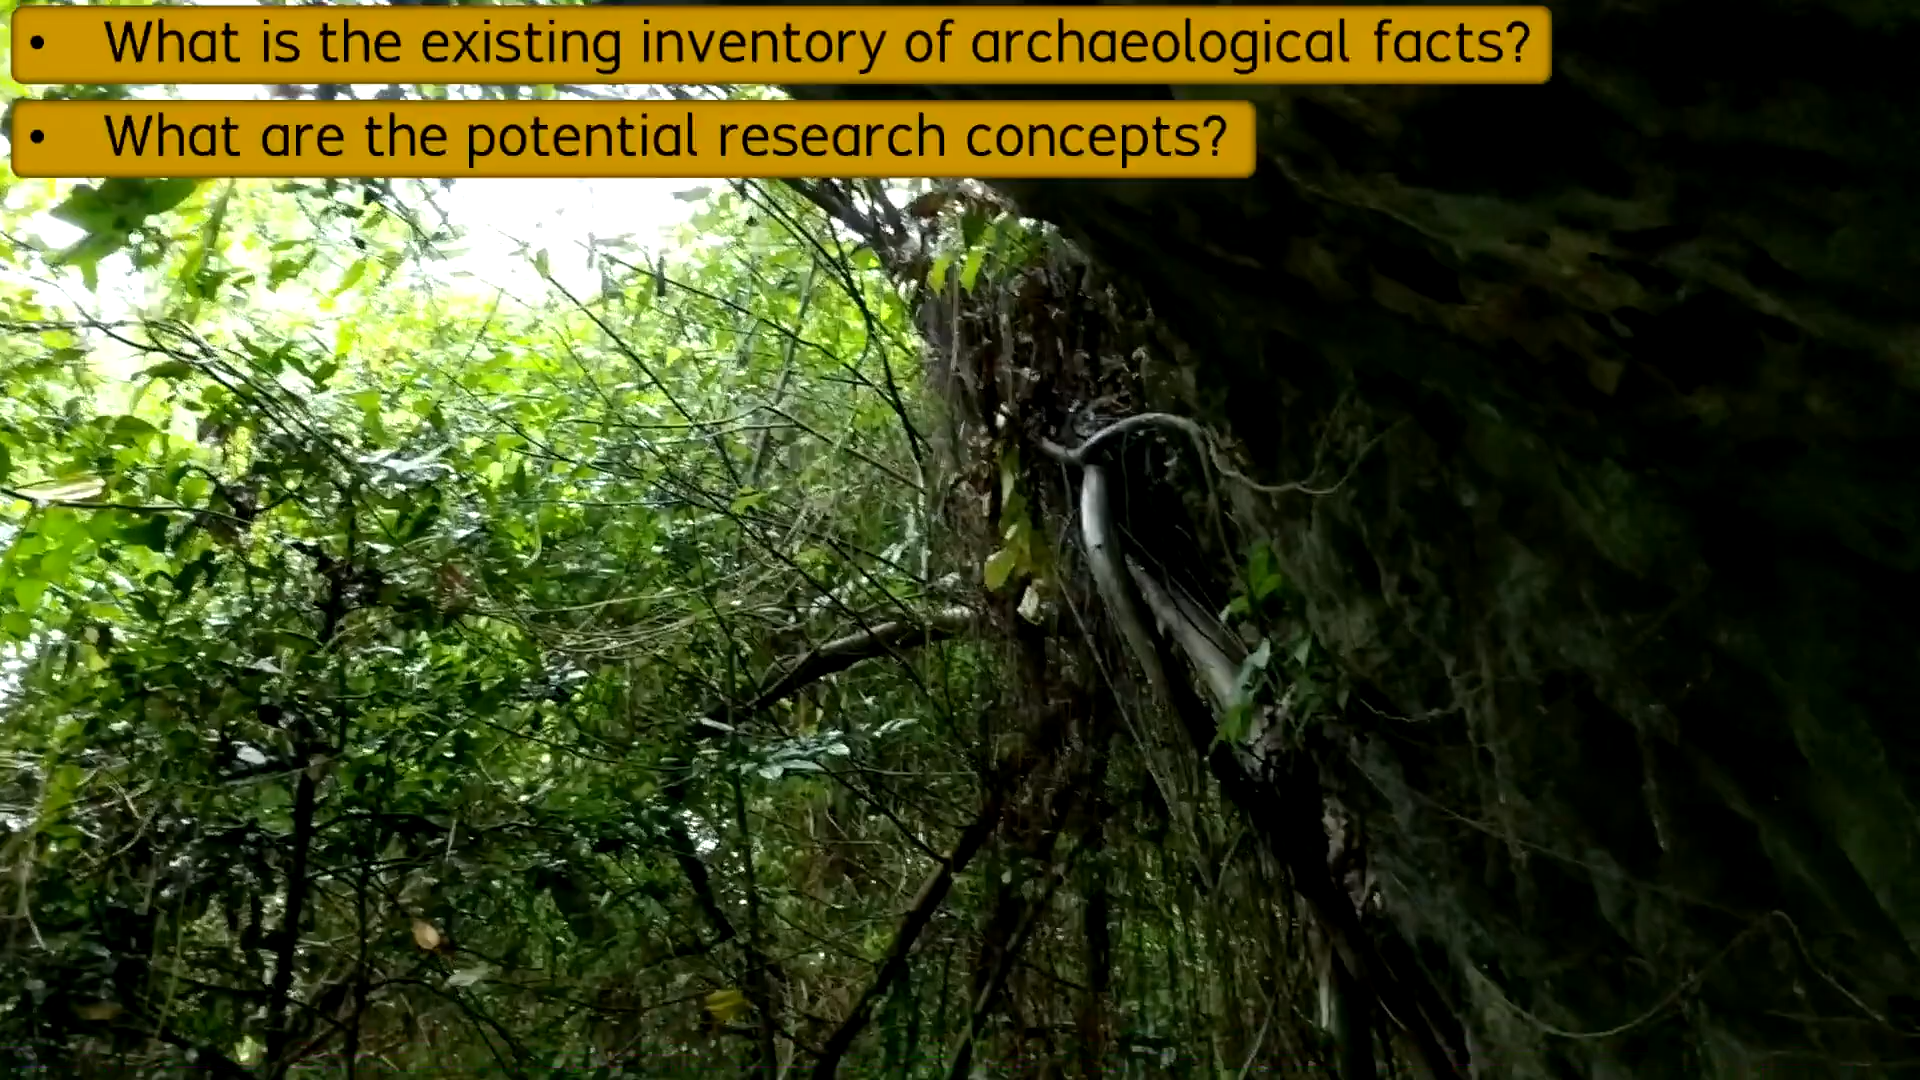 • What is the existing inventory of archaeological facts?
• What are the potential research concepts?